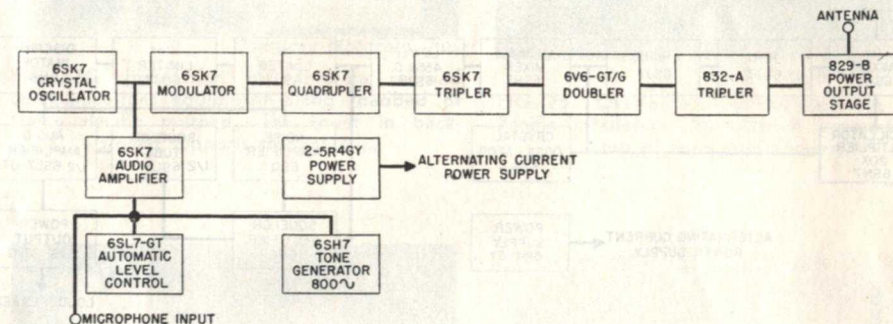 ANTENNA
6SK7
CRYSTAL
OSCILLATOR
6SK7
MODULATOR
6SK7
QUADRUPLER
6SK7
TRIPLER
6V6-GT/G
DOUBLER
832-A
TRIPLER
829-B
POWER
OUTPUT
STAGE
6SK7
AUDIO
AMPLIFIER
2-5R4GY
POWER
SUPPLY
ALTERNATING CURRENT
POWER SUPPLY
6SL7-GT
AUTOMATIC
LEVEL
CONTROL
6SH7
TONE
GENERATOR
800∿
MICROPHONE INPUT